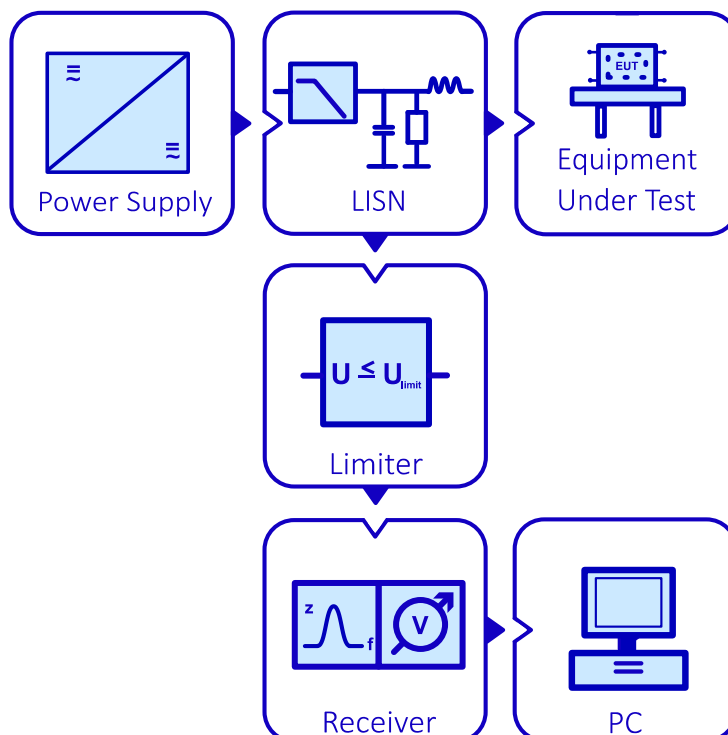 Power Supply
LISN
EUT
Equipment
Under Test
U ≤ U limit
Limiter
z
f
V
Receiver
PC